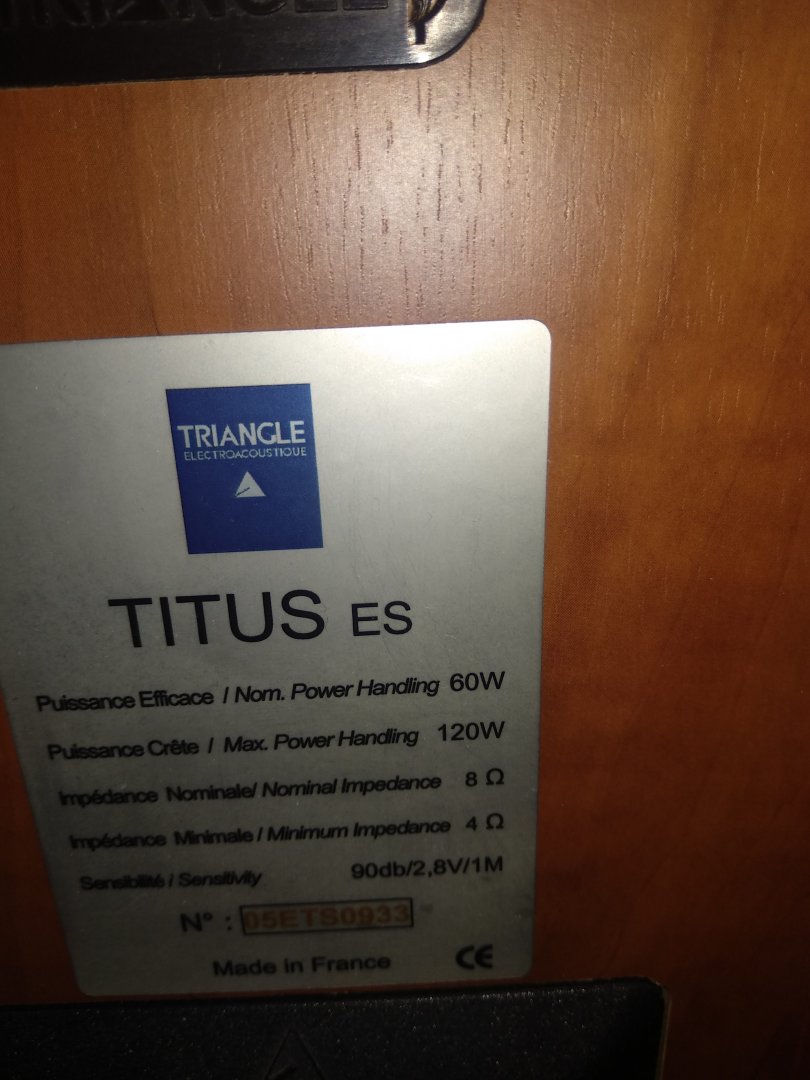 TRIANGLE
TRIANGLE
ELECTROACOUSTIQUE
TITUS ES
Puissance Efficace / Nom. Power Handling 60W
Puissance Crête / Max. Power Handling 120W
Impédance Nominale/ Nominal Impedance 8 Ω
Impédance Minimale / Minimum Impedance 4 Ω
Sensibilité / Sensitivity 90db/2,8V/1M
N° : 05ETS0933
Made in France CE